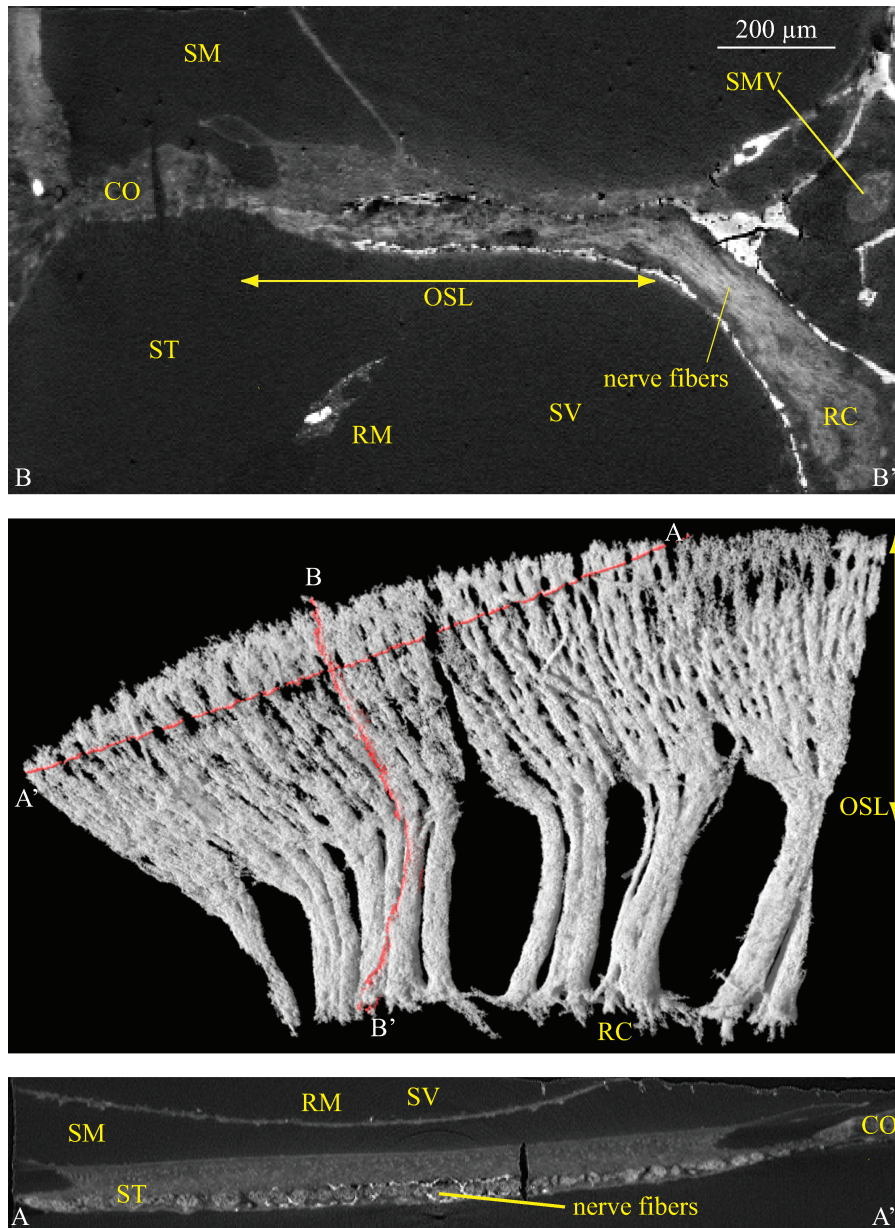 SM
200 µm
SMV
CO
OSL
ST
nerve fibers
SV
RM
RC
B
B’
A
B
OSL
A’
B’
RC
RM
SV
SM
CO
ST
nerve fibers
A
A’